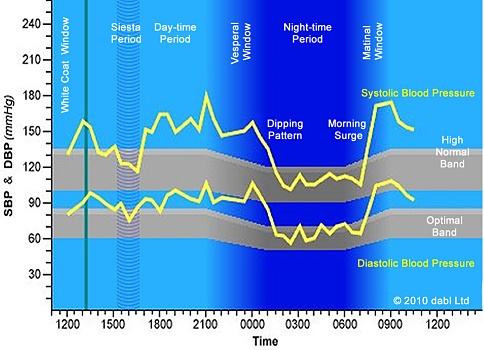 240
210
180
150
120
90
60
30
SBP & DBP (mmHg)
White Coat Window
Siesta
Period
Day-time
Period
Vesperal
Window
Night-time
Period
Matinal
Window
Systolic Blood Pressure
Dipping
Pattern
Morning
Surge
High
Normal
Band
Optimal
Band
Diastolic Blood Pressure
© 2010 dabl Ltd
1200 1500 1800 2100 0000 0300 0600 0900 1200
Time